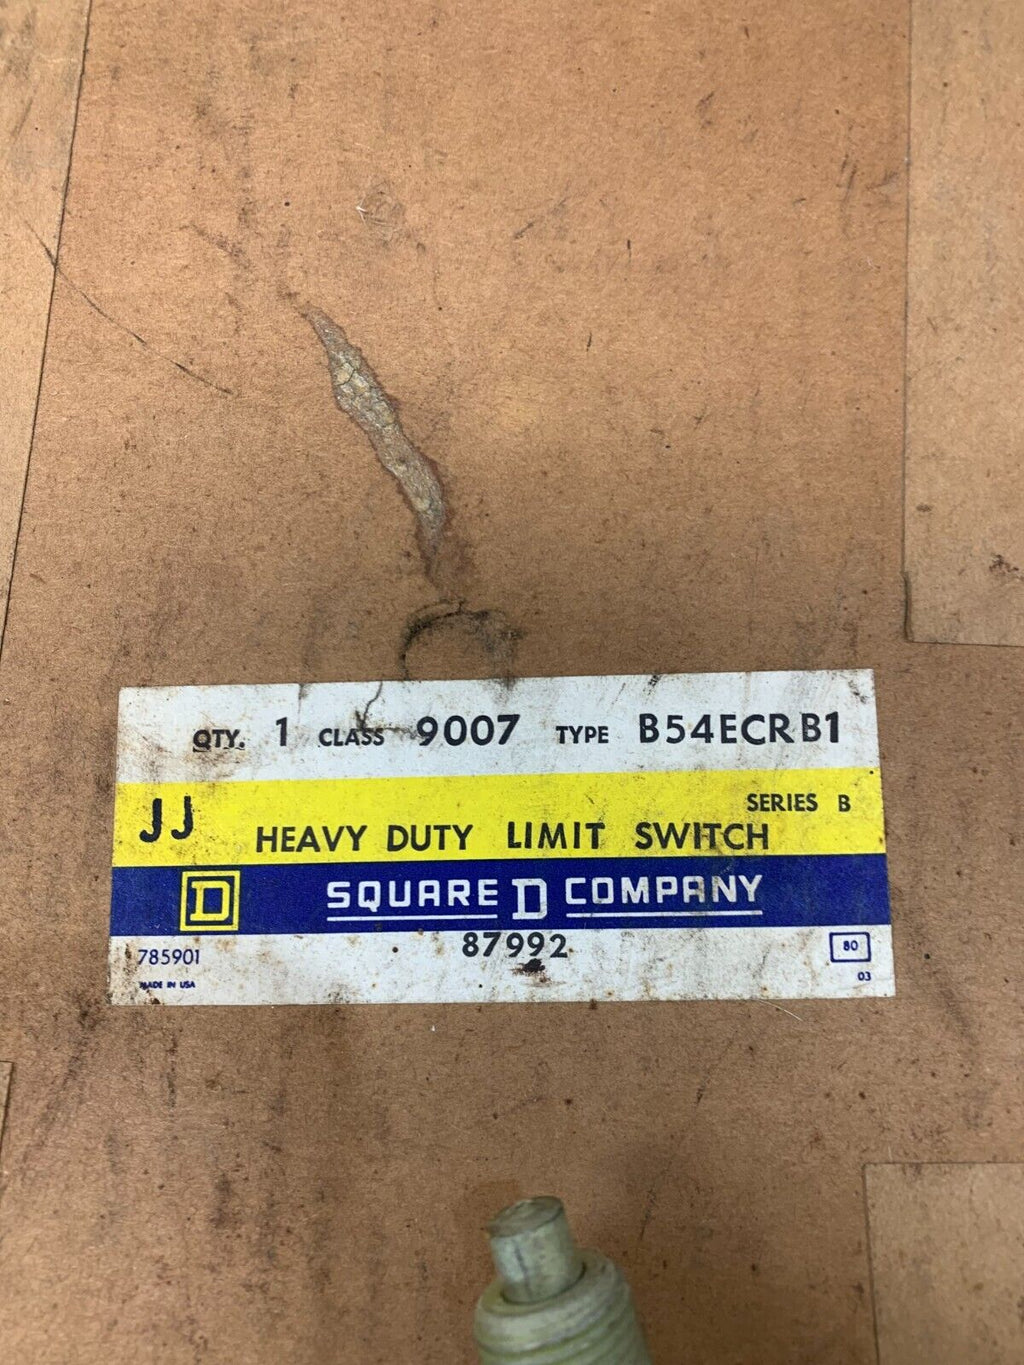 QTY. 1 CLASS 9007 TYPE B54ECRB1
JJ
SERIES B
HEAVY DUTY LIMIT SWITCH
D SQUARE D COMPANY
87992
785901
80
MADE IN USA
03